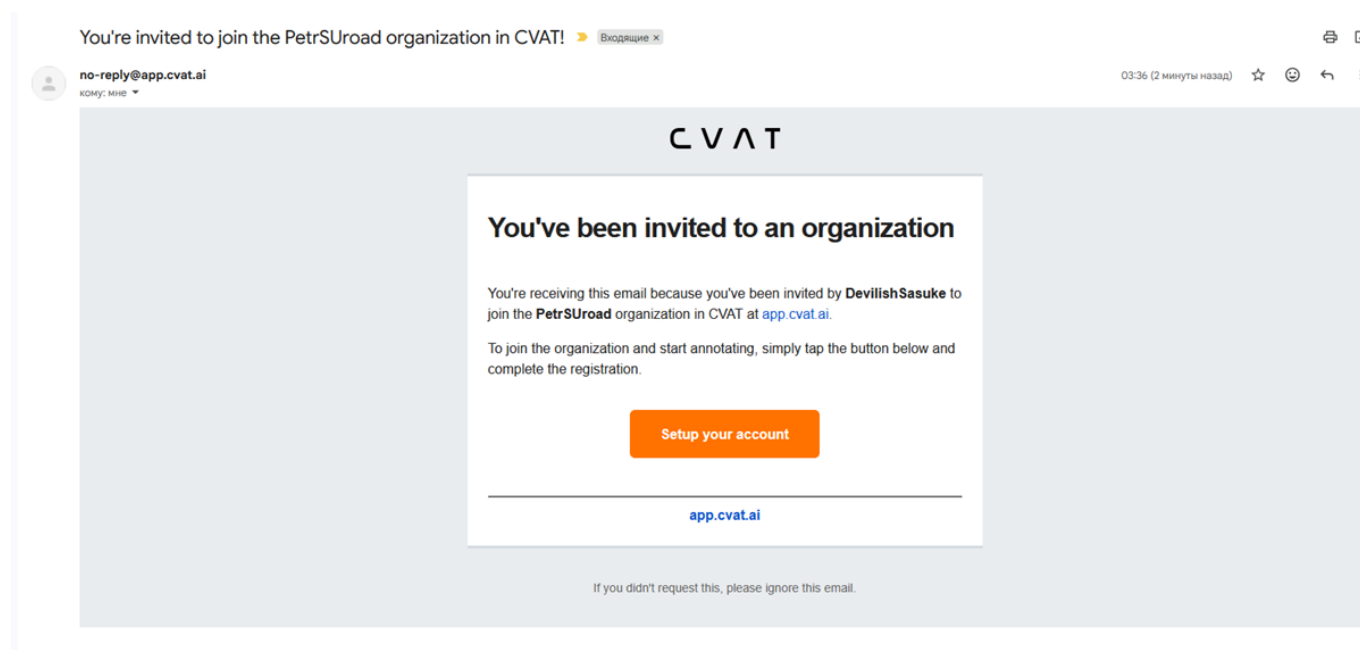 You're invited to join the PetrSUroad organization in CVAT! Входящие ×
no-reply@app.cvat.ai 03:36 (2 минуты назад)
кому: мне
CVAT
You've been invited to an organization
You're receiving this email because you've been invited by DevilishSasuke to
join the PetrSUroad organization in CVAT at app.cvat.ai.
To join the organization and start annotating, simply tap the button below and
complete the registration.
Setup your account
app.cvat.ai
If you didn't request this, please ignore this email.